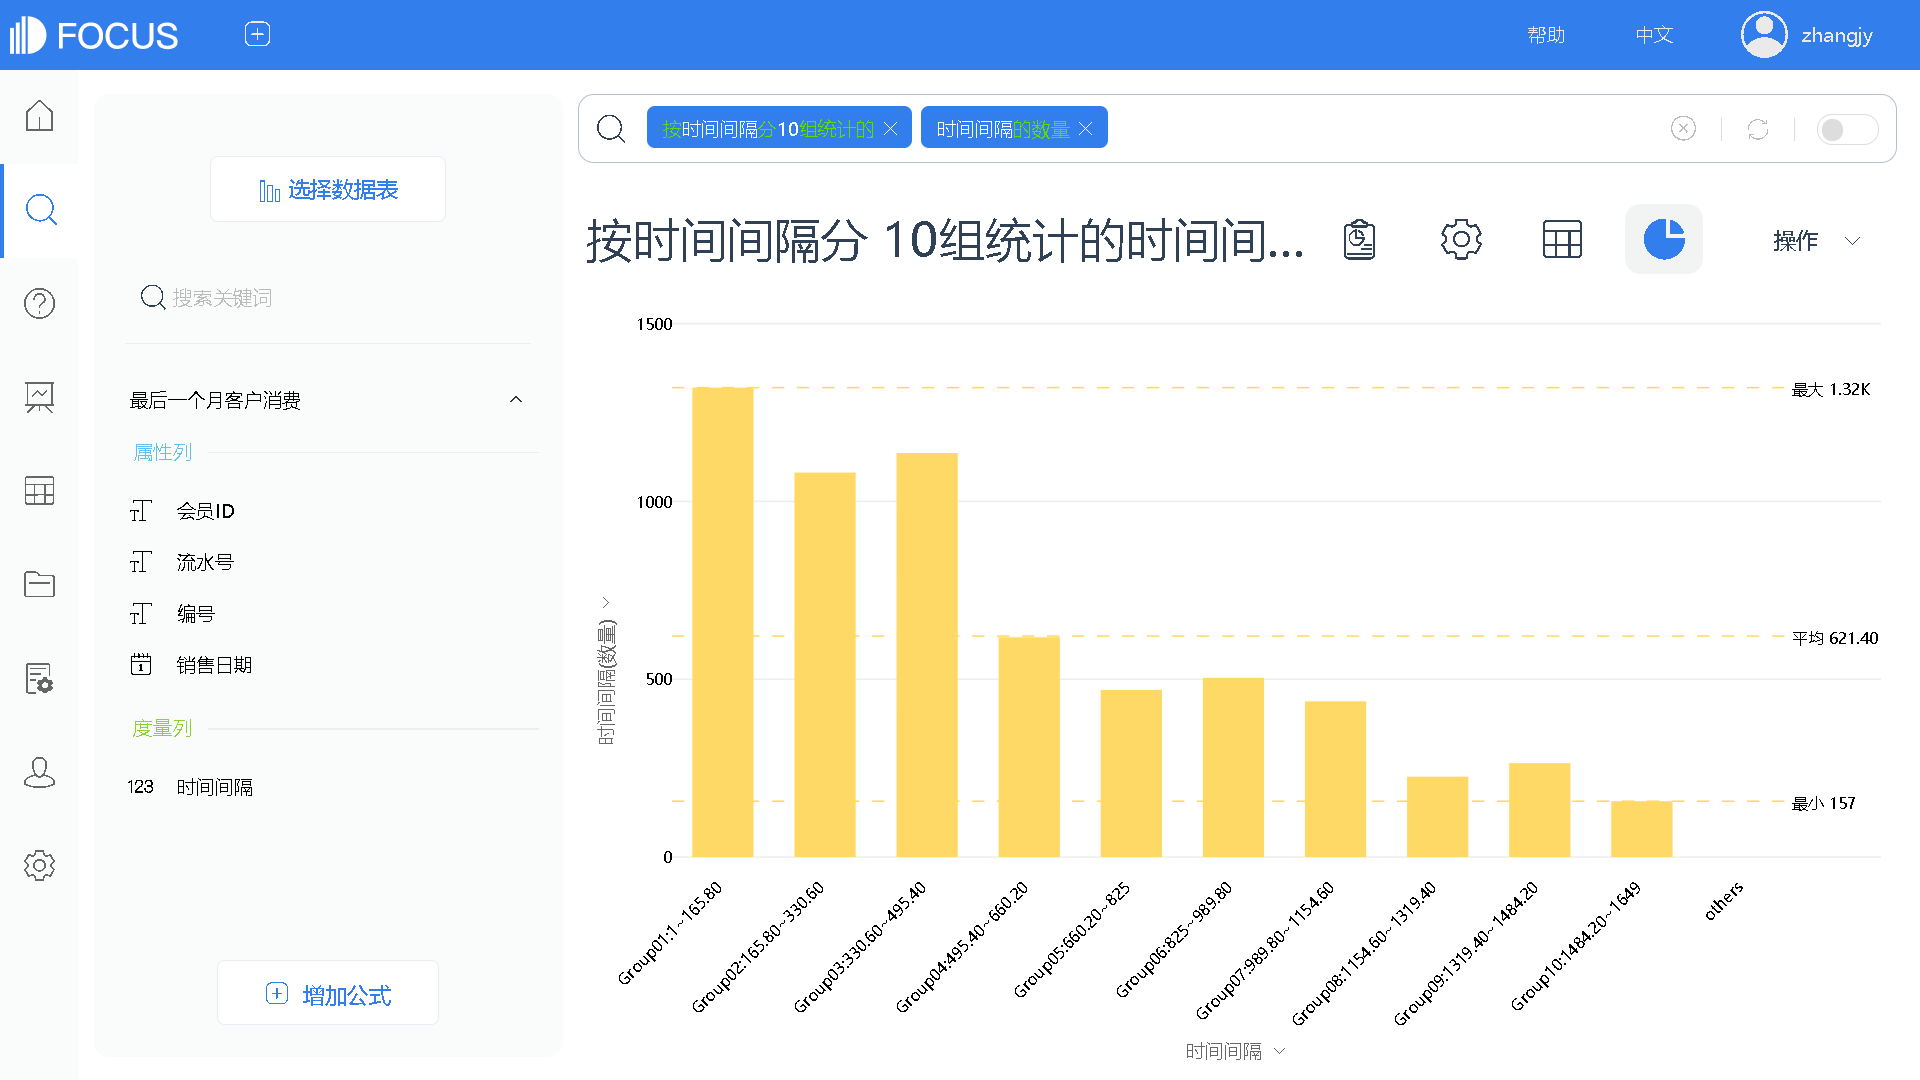 FOCUS
帮助
中文
zhangjy
选择数据表
搜索关键词
最后一个月客户消费
属性列
会员ID
流水号
编号
销售日期
度量列
123 时间间隔
增加公式
按时间间隔分10组统计的
时间间隔的数量
按时间间隔分 10组统计的时间间...
操作
1500
1000
500
0
时间间隔(数量)
最大 1.32K
平均 621.40
最小 157
Group01:1~165.80
Group02:165.80~330.60
Group03:330.60~495.40
Group04:495.40~660.20
Group05:660.20~825
Group06:825~989.80
Group07:989.80~1154.60
Group08:1154.60~1319.40
Group09:1319.40~1484.20
Group10:1484.20~1649
others
时间间隔